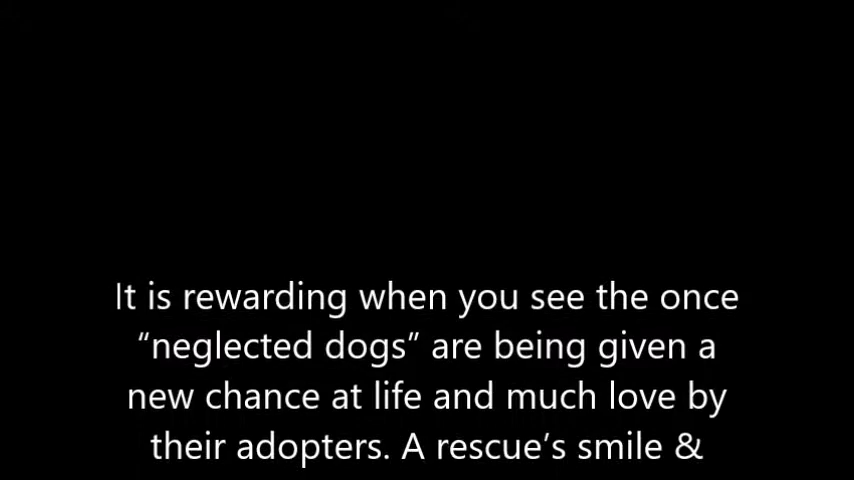 It is rewarding when you see the once
“neglected dogs” are being given a
new chance at life and much love by
their adopters. A rescue’s smile &